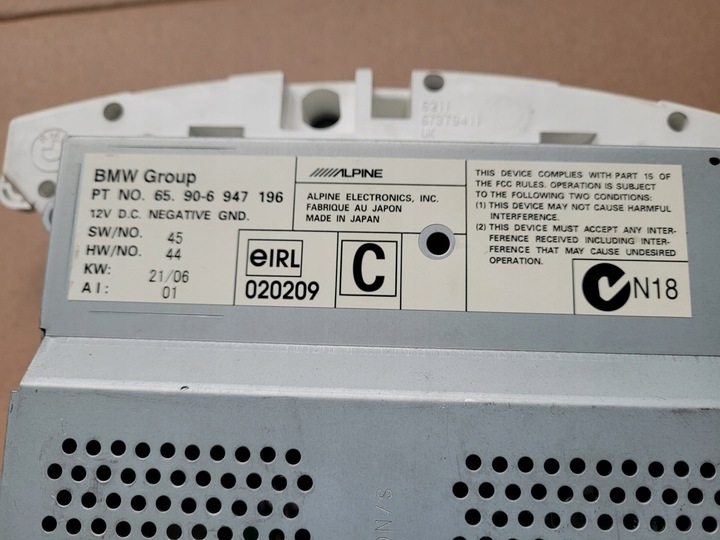 6211
BMW Group
PT NO. 65. 90-6 947 196
12V D.C. NEGATIVE GND.
SW/NO. 45
HW/NO. 44
KW: 21/06
AI: 01
ALPINE
ALPINE ELECTRONICS, INC.
FABRIQUE AU JAPON
MADE IN JAPAN
eIRL
020209
C
THIS DEVICE COMPLIES WITH PART 15 OF
THE FCC RULES. OPERATION IS SUBJECT
TO THE FOLLOWING TWO CONDITIONS:
(1) THIS DEVICE MAY NOT CAUSE HARMFUL
INTERFERENCE.
(2) THIS DEVICE MUST ACCEPT ANY INTER-
FERENCE RECEIVED INCLUDING INTER-
FERENCE THAT MAY CAUSE UNDESIRED
OPERATION.
N18